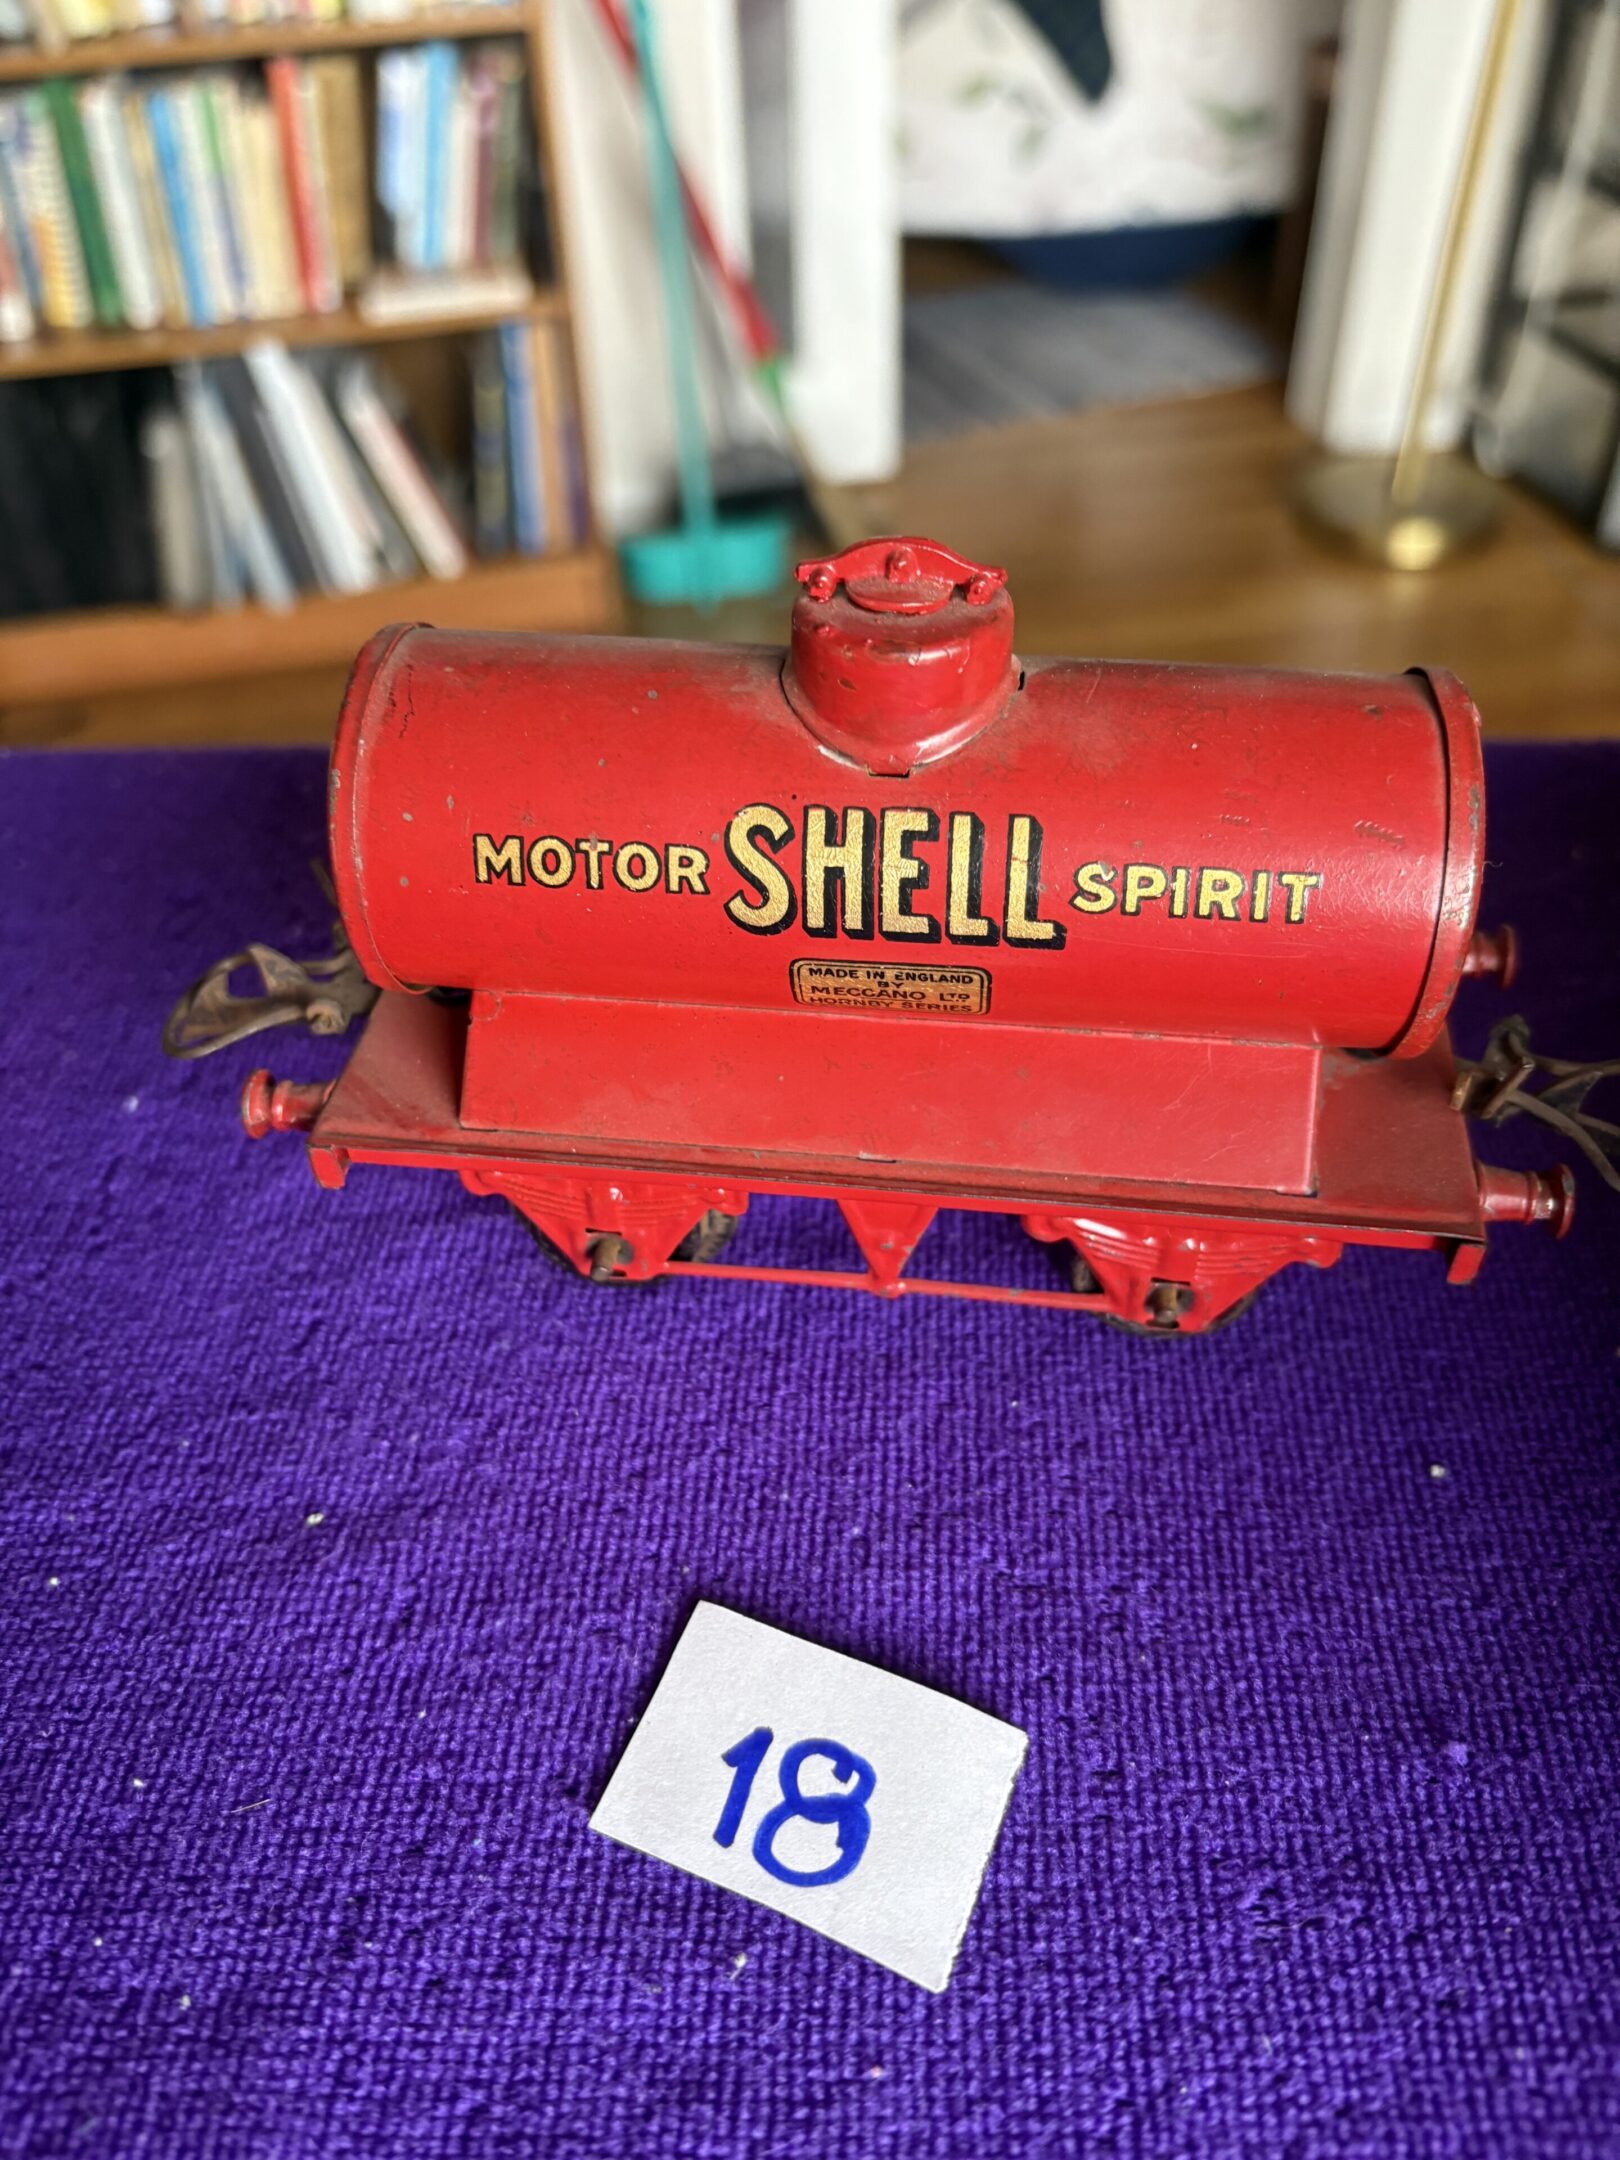 MOTOR SHELL SPIRIT
MADE IN ENGLAND
BY
MECCANO LTD
HORNBY SERIES
18